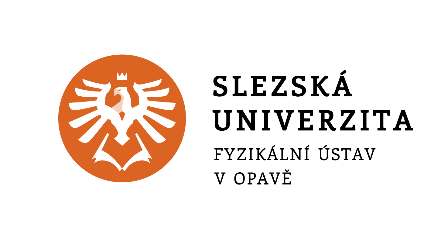 SLEZSKÁ
UNIVERZITA
FYZIKÁLNÍ ÚSTAV
V OPAVĚ